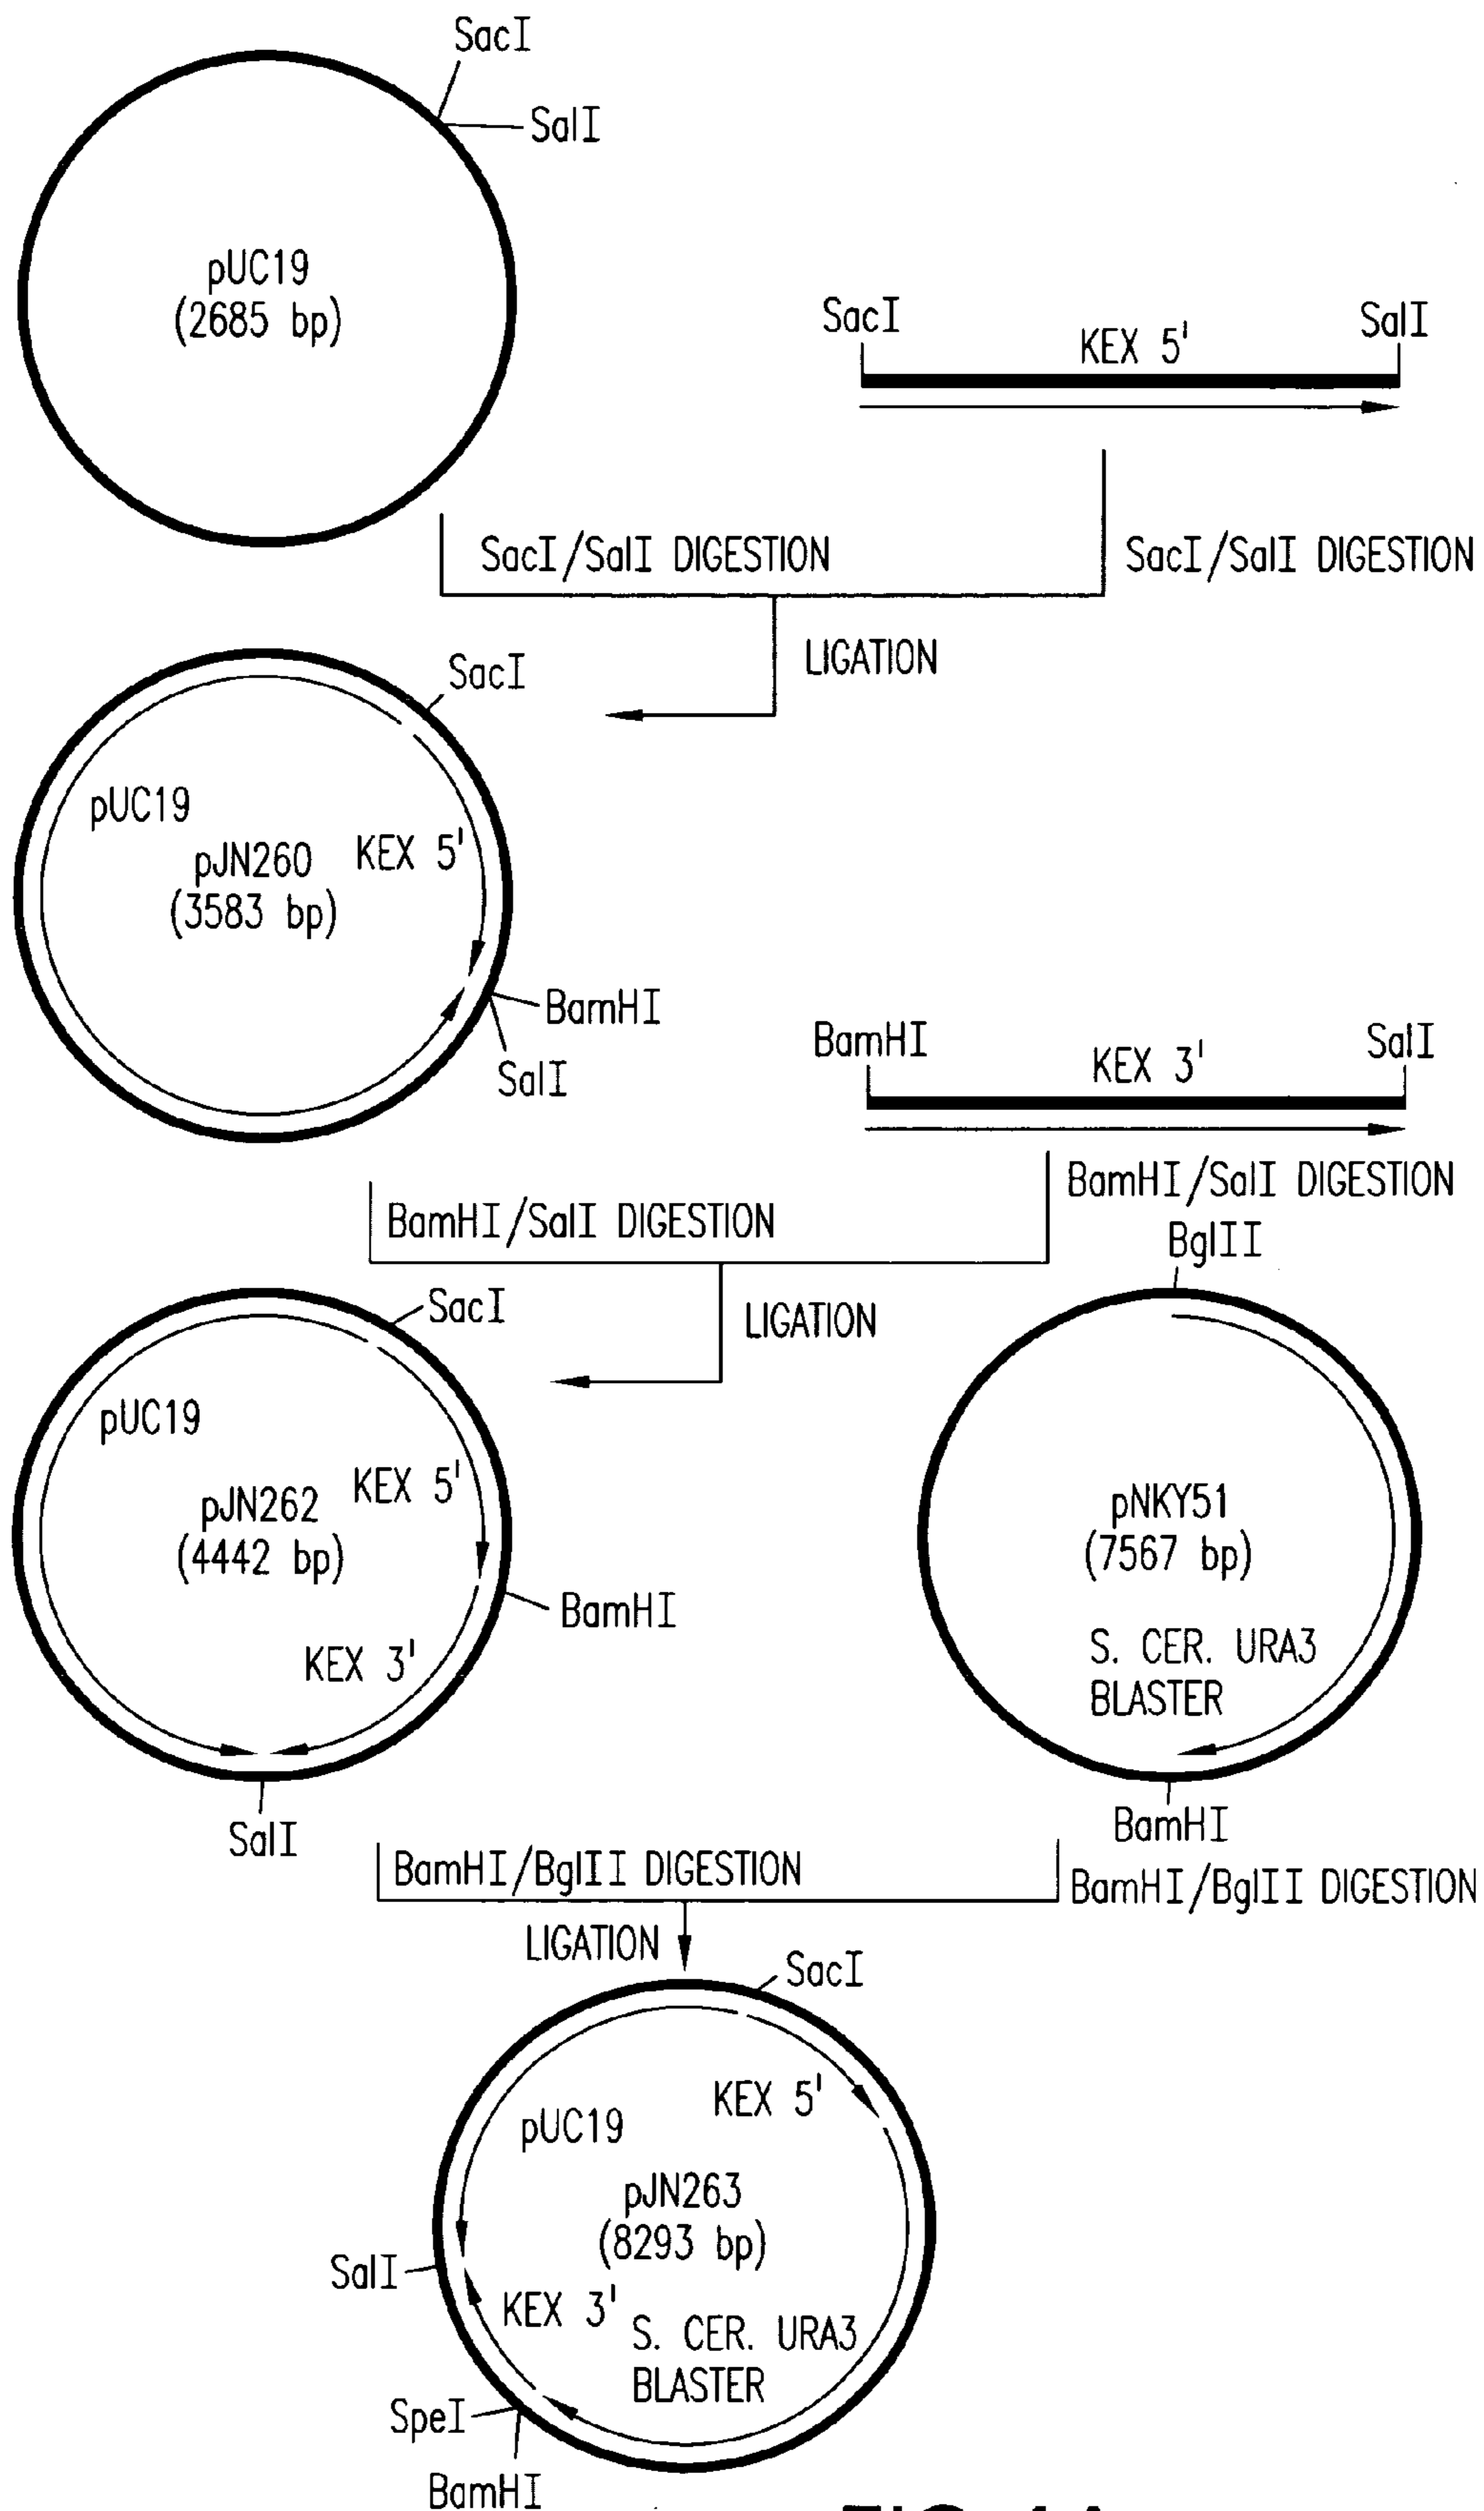 SacI
SalI
pUC19
(2685 bp)
SacI
KEX 5'
SalI
SacI/SalI DIGESTION
SacI/SalI DIGESTION
LIGATION
SacI
pUC19
pJN260
(3583 bp)
KEX 5'
BamHI
SalI
BamHI
KEX 3'
SalI
BamHI/SalI DIGESTION
BamHI/SalI DIGESTION
LIGATION
SacI
pUC19
pJN262
(4442 bp)
KEX 5'
BamHI
KEX 3'
SalI
BglII
pNKY51
(7567 bp)
S. CER. URA3
BLASTER
BamHI
BamHI/BglII DIGESTION
BamHI/BglII DIGESTION
LIGATION
SacI
KEX 5'
pUC19
pJN263
(8293 bp)
SalI
KEX 3'
S. CER. URA3
BLASTER
SpeI
BamHI